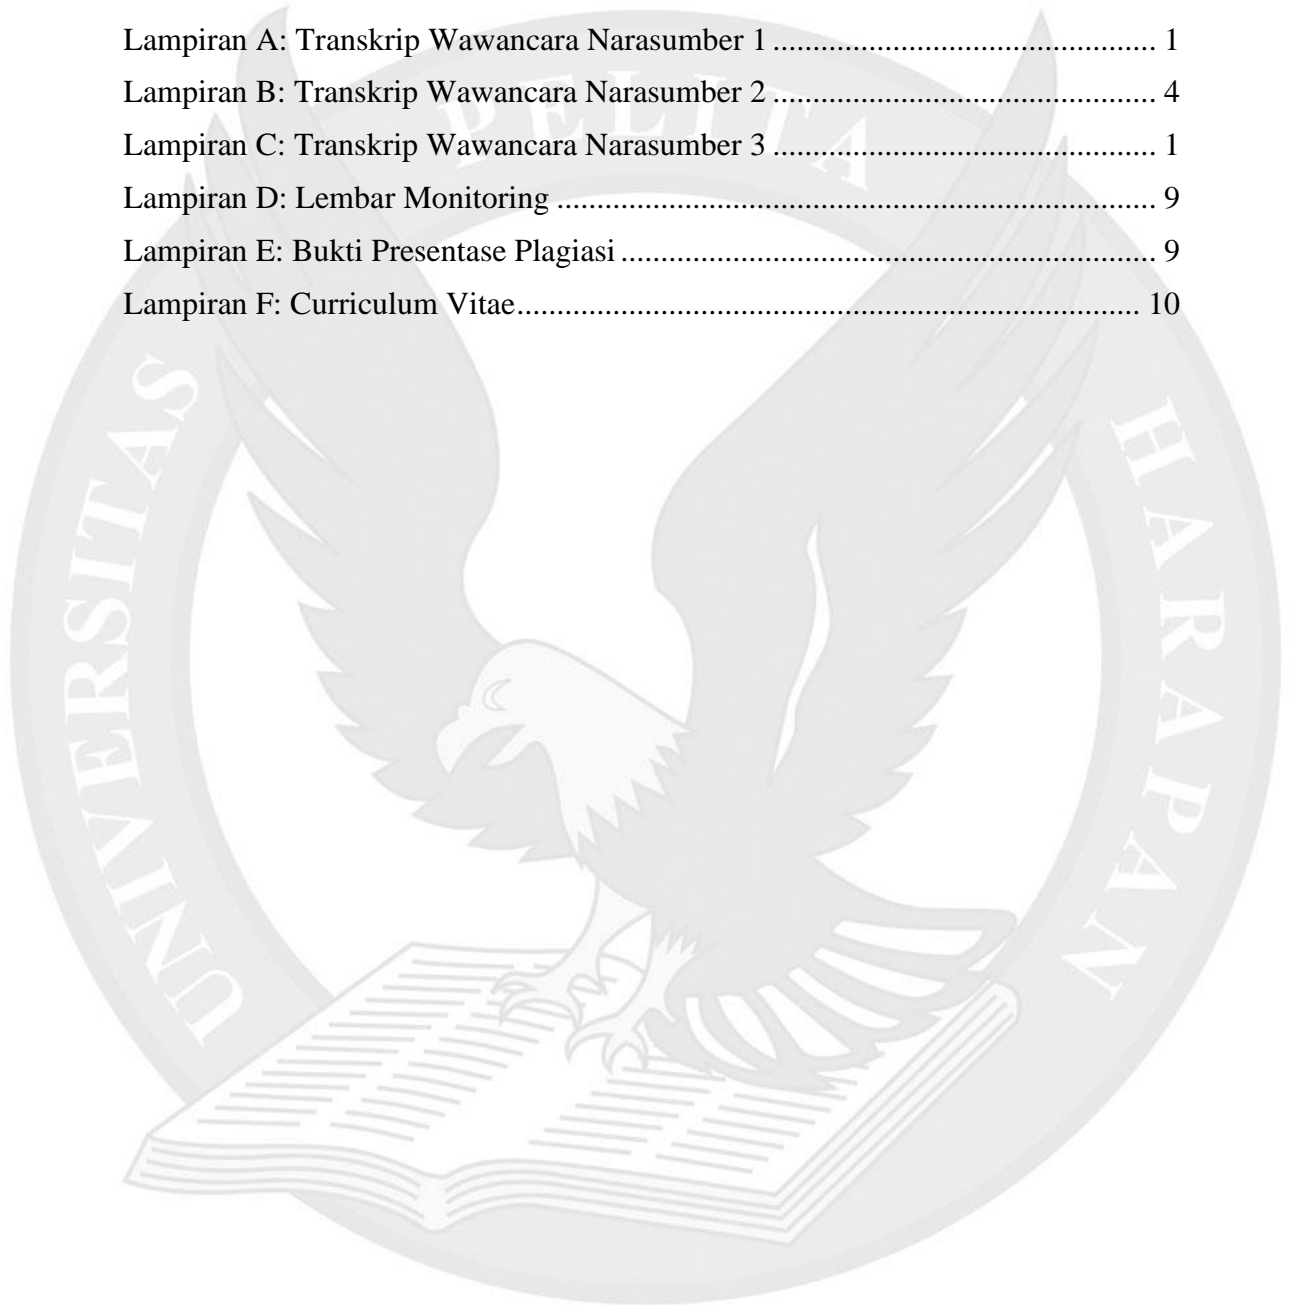 Lampiran A: Transkrip Wawancara Narasumber 1 ................................................ 1
Lampiran B: Transkrip Wawancara Narasumber 2 ................................................ 4
Lampiran C: Transkrip Wawancara Narasumber 3 ................................................ 1
Lampiran D: Lembar Monitoring ........................................................................... 9
Lampiran E: Bukti Presentase Plagiasi ................................................................... 9
Lampiran F: Curriculum Vitae.............................................................................. 10
UNIVERSITAS PELITA HARAPAN